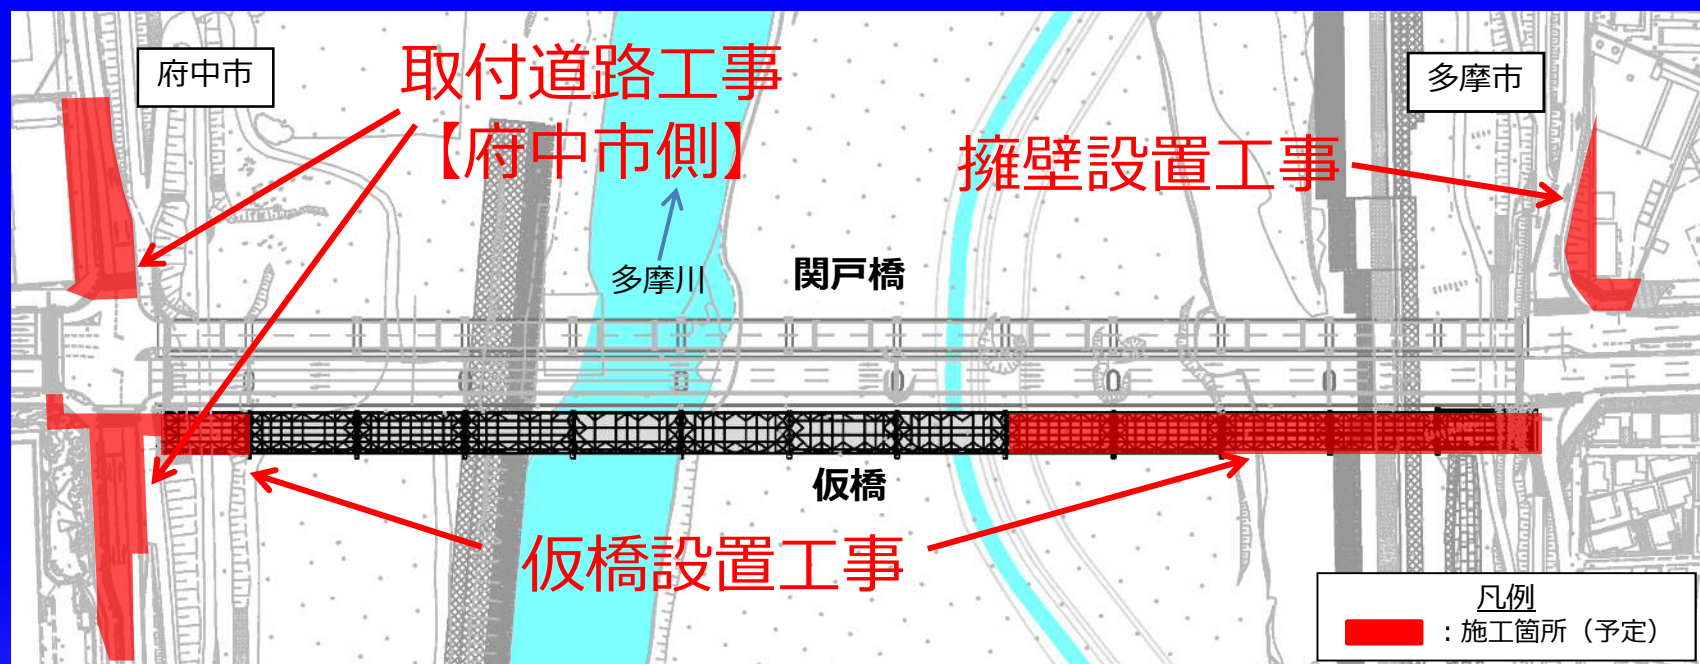 府中市
取付道路工事
【府中市側】
多摩市
擁壁設置工事
多摩川
関戸橋
仮橋
仮橋設置工事
凡例
：施工箇所（予定）